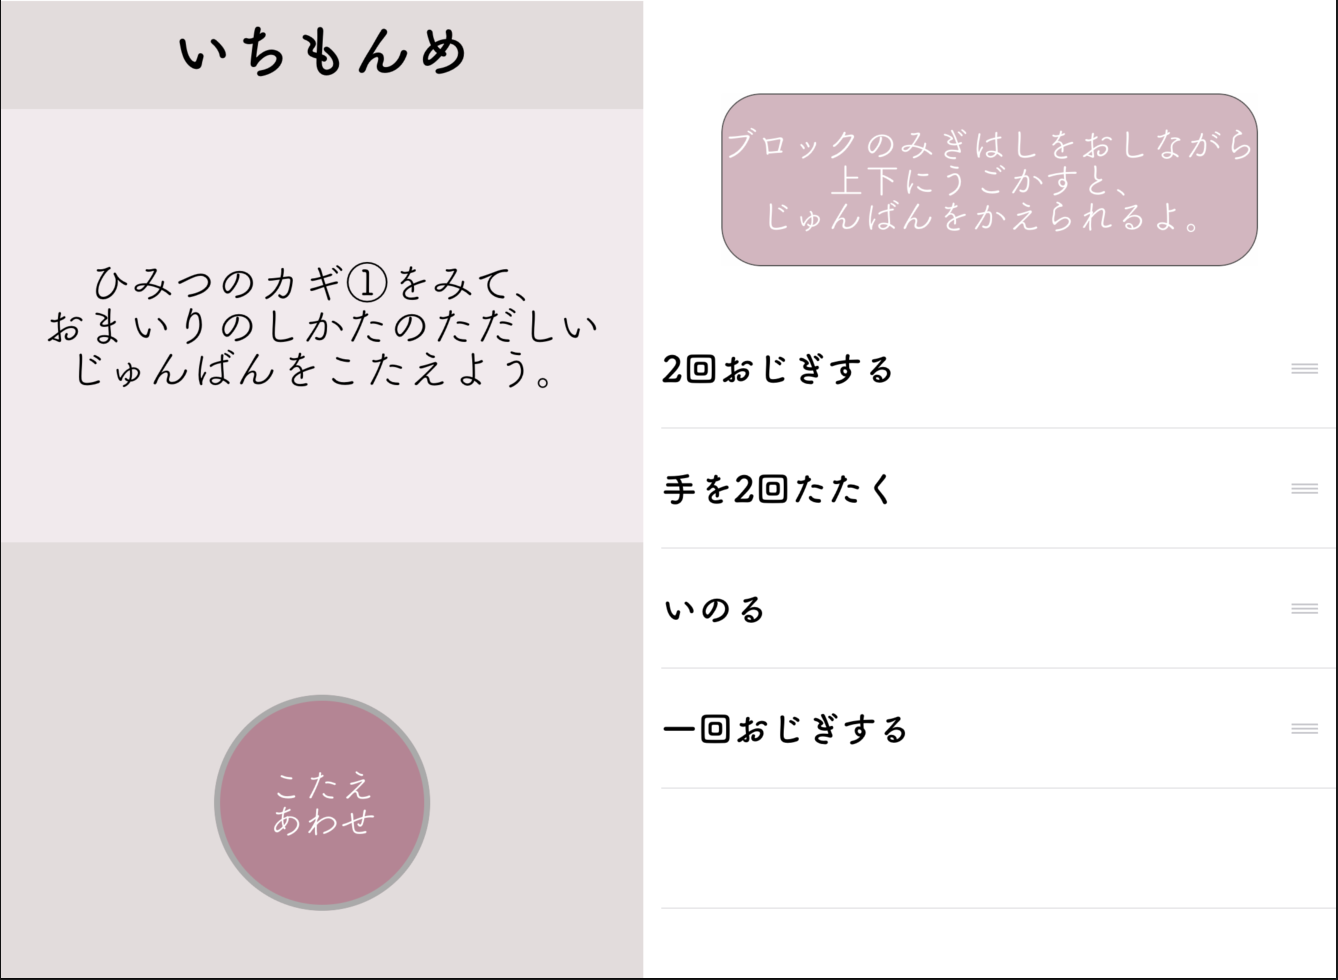 いちもんめ
ひみつのカギ①をみて、
おまいりのしかたのただしい
じゅんばんをこたえよう。
こたえ
あわせ
ブロックのみぎはしをおしながら
上下にうごかすと、
じゅんばんをかえられるよ。
2回おじぎする
手を2回たたく
いのる
一回おじぎする